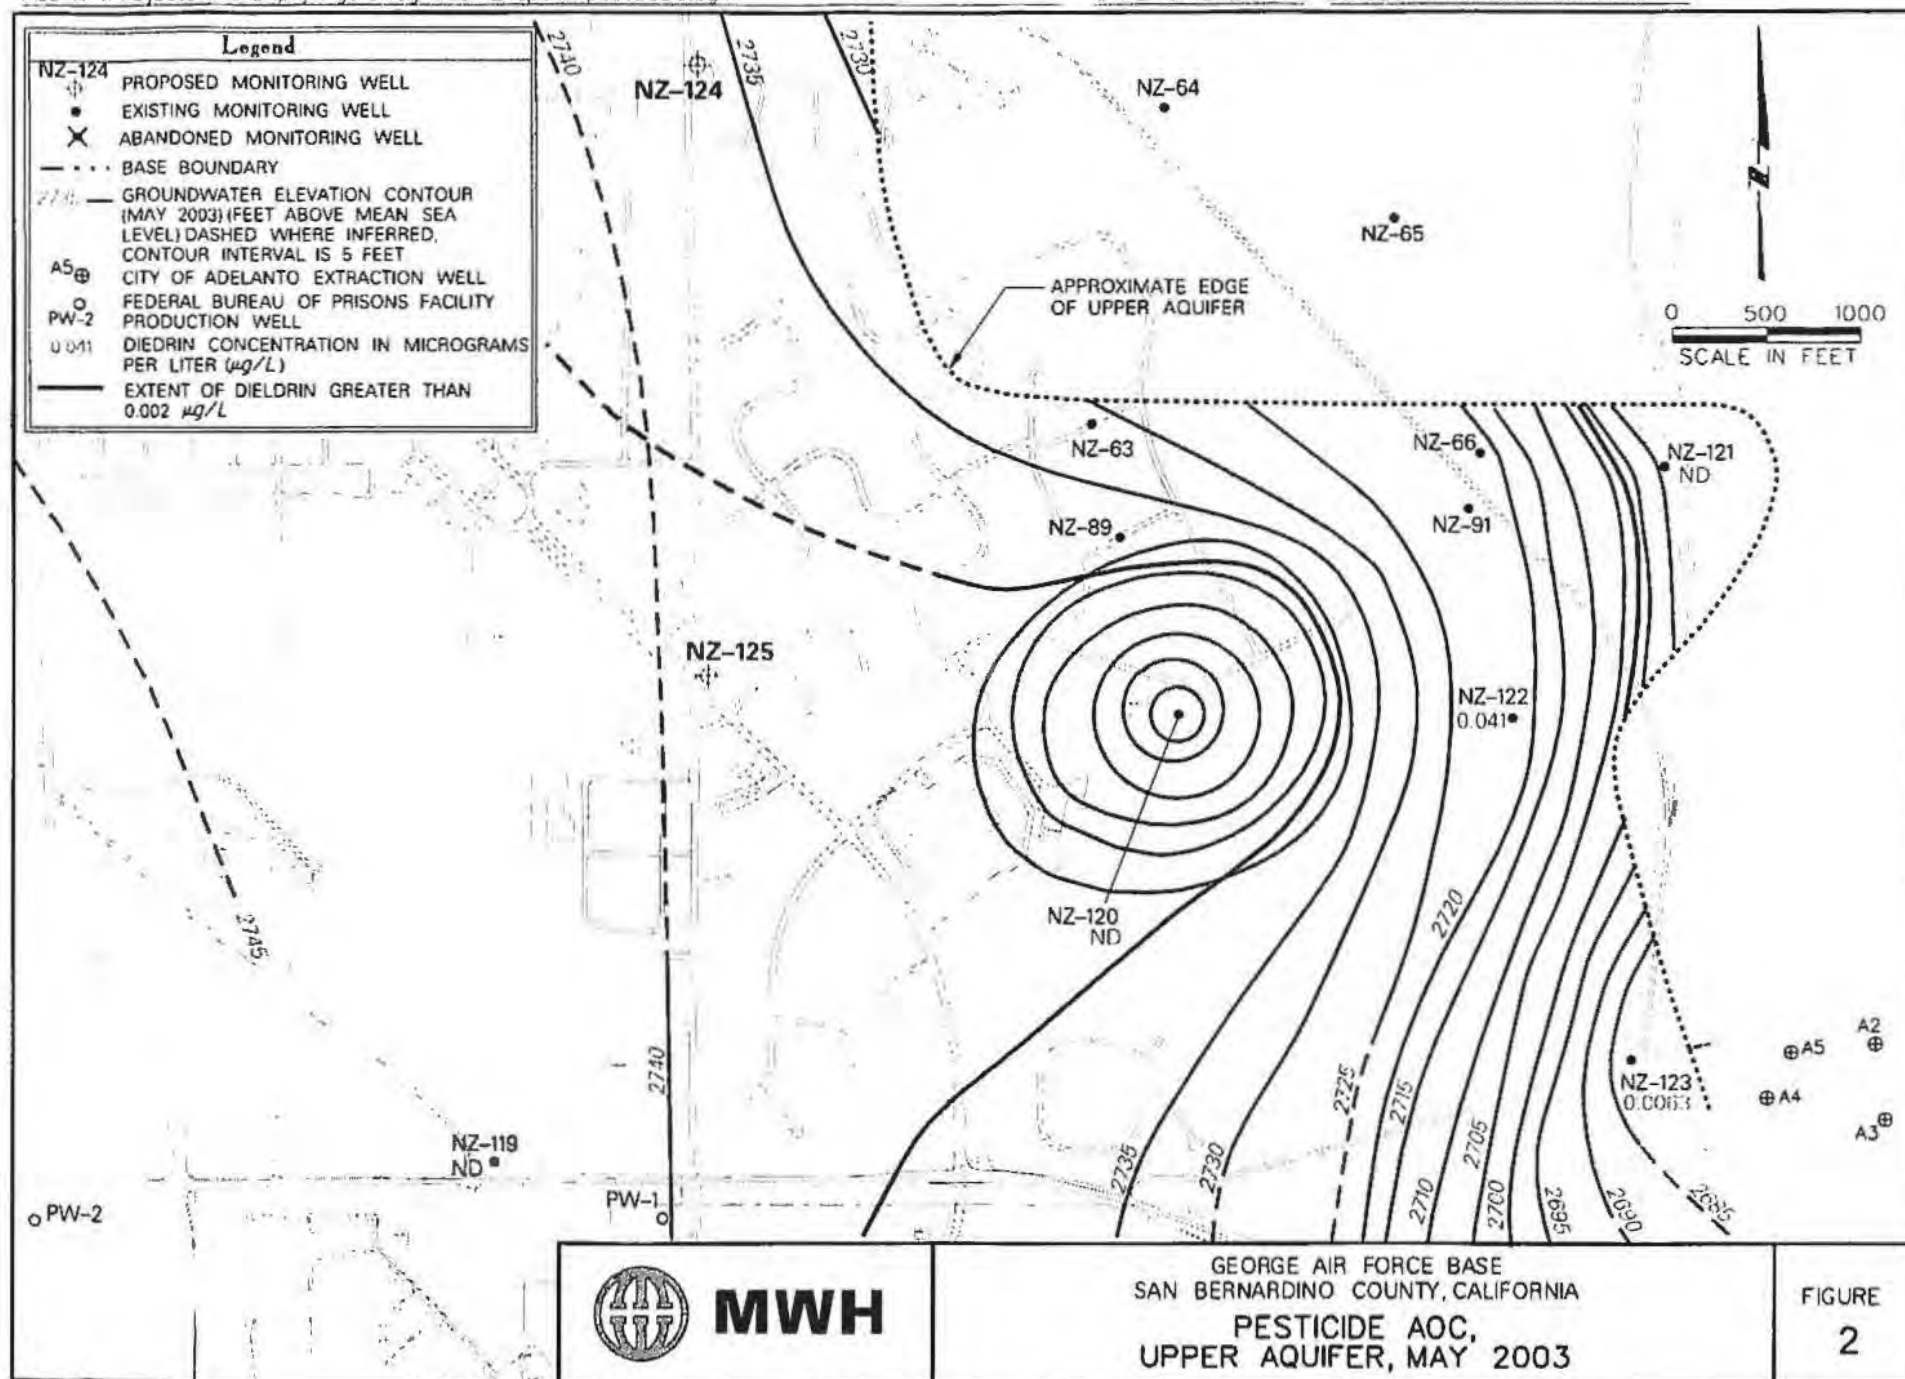 Legend
NZ-124
PROPOSED MONITORING WELL
EXISTING MONITORING WELL
ABANDONED MONITORING WELL
BASE BOUNDARY
GROUNDWATER ELEVATION CONTOUR
(MAY 2003) (FEET ABOVE MEAN SEA
LEVEL) DASHED WHERE INFERRED,
CONTOUR INTERVAL IS 5 FEET
A5
CITY OF ADELANTO EXTRACTION WELL
FEDERAL BUREAU OF PRISONS FACILITY
PW-2 PRODUCTION WELL
0.041 DIEDRIN CONCENTRATION IN MICROGRAMS
PER LITER (µg/L)
EXTENT OF DIELDRIN GREATER THAN
0.002 µg/L
2740
NZ-124
2735
2730
NZ-64
NZ-65
APPROXIMATE EDGE
OF UPPER AQUIFER
0 500 1000
SCALE IN FEET
NZ-63
NZ-66
NZ-121
ND
NZ-91
NZ-89
NZ-125
NZ-122
0.041
NZ-120
ND
2720
2745
2740
A5
A2
A4
A3
NZ-123
0.0063
2725
2715
2705
NZ-119
ND
2735
2730
2710
2700
2695
2690
2685
PW-2
PW-1
MWH
GEORGE AIR FORCE BASE
SAN BERNARDINO COUNTY, CALIFORNIA
PESTICIDE AOC,
UPPER AQUIFER, MAY 2003
FIGURE
2